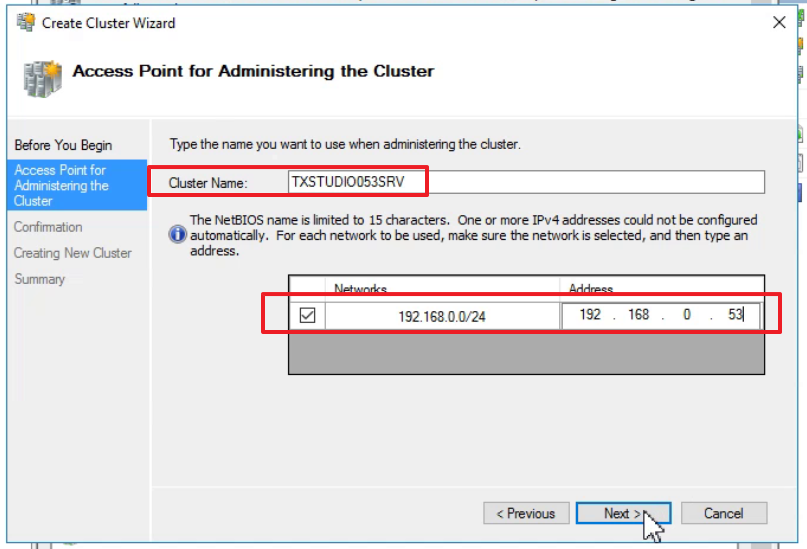 Create Cluster Wizard
Access Point for Administering the Cluster
Before You Begin
Access Point for
Administering the
Cluster
Confirmation
Creating New Cluster
Summary
Type the name you want to use when administering the cluster.
Cluster Name: TXSTUDIO053SRV
The NetBIOS name is limited to 15 characters. One or more IPv4 addresses could not be configured
automatically. For each network to be used, make sure the network is selected, and then type an
address.
Networks Address
192.168.0.0/24 192 . 168 . 0 . 53
< Previous Next > Cancel